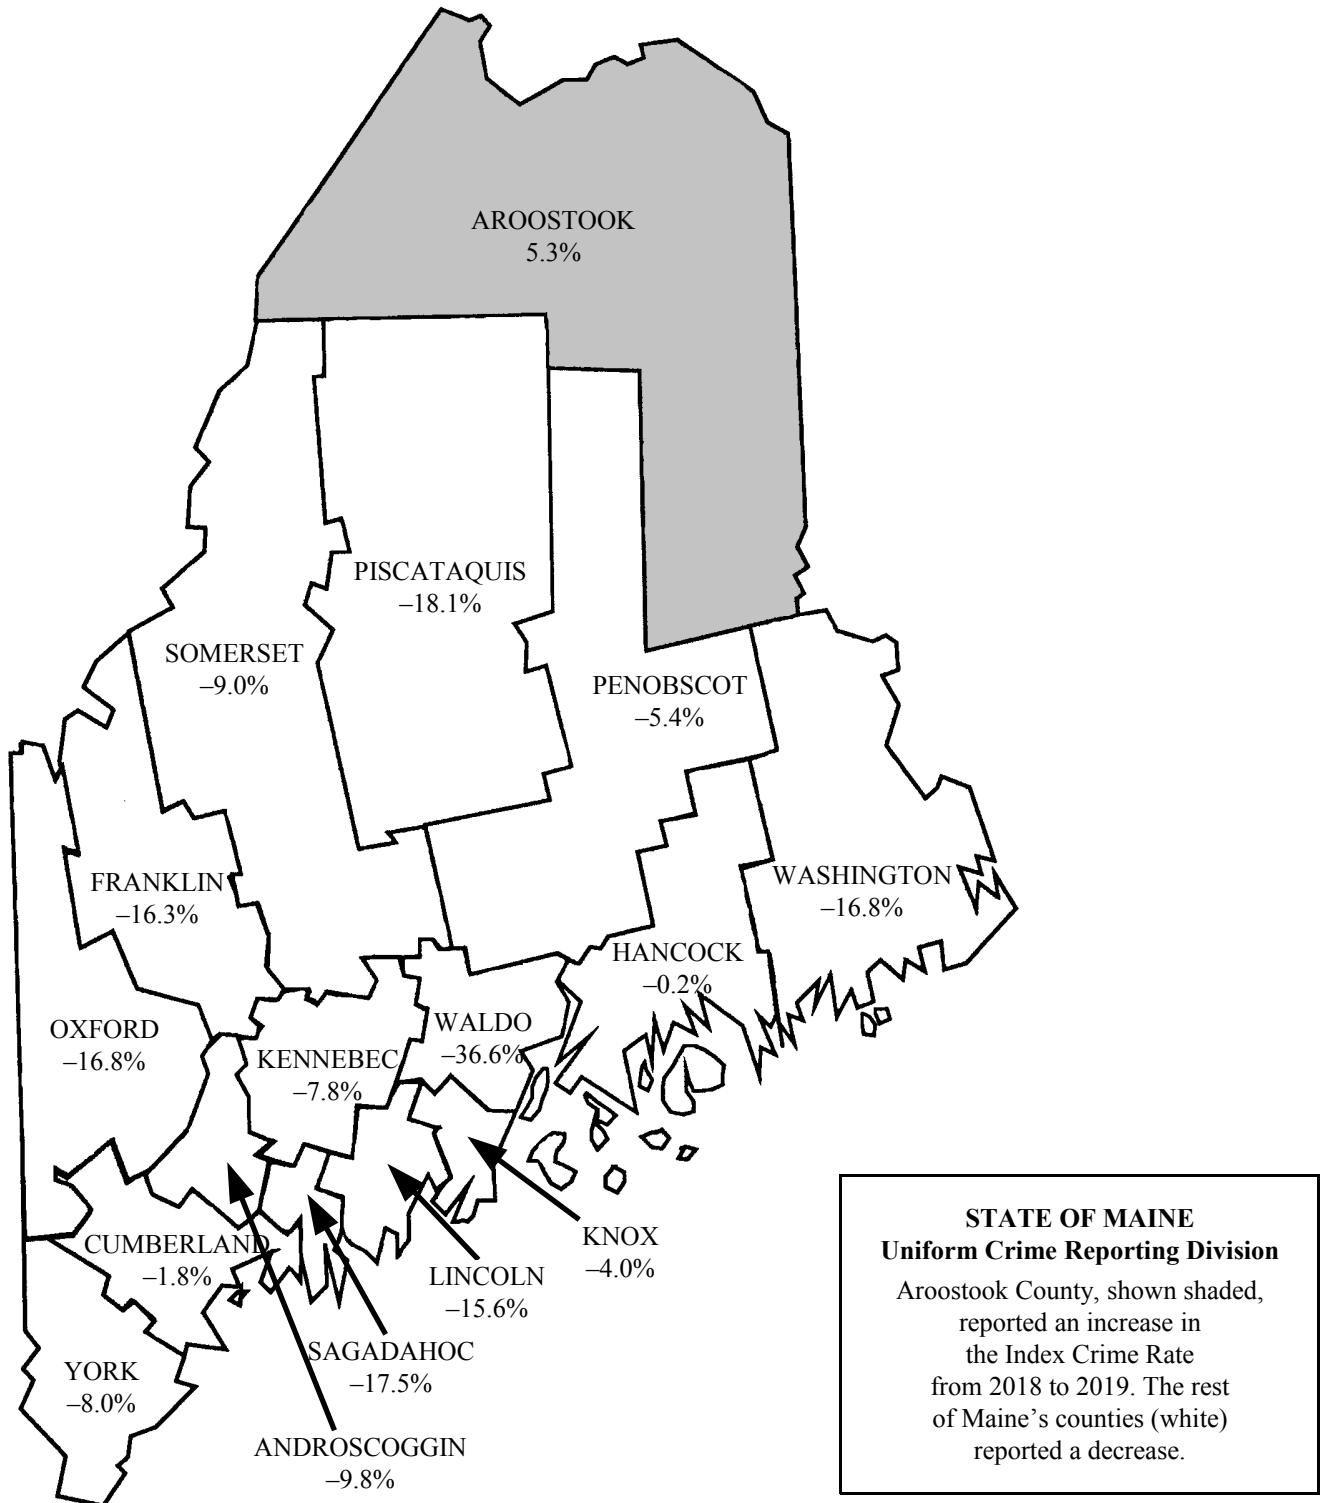 AROOSTOOK
5.3%
PISCATAQUIS
–18.1%
SOMERSET
–9.0%
PENOBSCOT
–5.4%
FRANKLIN
–16.3%
WASHINGTON
–16.8%
HANCOCK
–0.2%
OXFORD
–16.8%
WALDO
–36.6%
KENNEBEC
–7.8%
KNOX
–4.0%
CUMBERLAND
–1.8%
LINCOLN
–15.6%
SAGADAHOC
–17.5%
YORK
–8.0%
ANDROSCOGGIN
–9.8%
STATE OF MAINE
Uniform Crime Reporting Division
Aroostook County, shown shaded,
reported an increase in
the Index Crime Rate
from 2018 to 2019. The rest
of Maine’s counties (white)
reported a decrease.